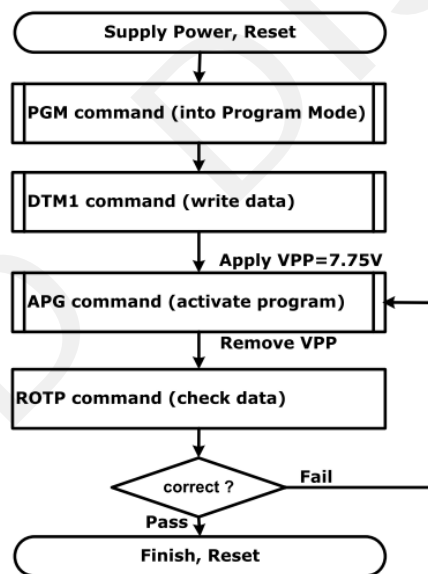 Supply Power, Reset
PGM command (into Program Mode)
DTM1 command (write data)
Apply VPP=7.75V
APG command (activate program)
Remove VPP
ROTP command (check data)
correct ?
Fail
Pass
Finish, Reset